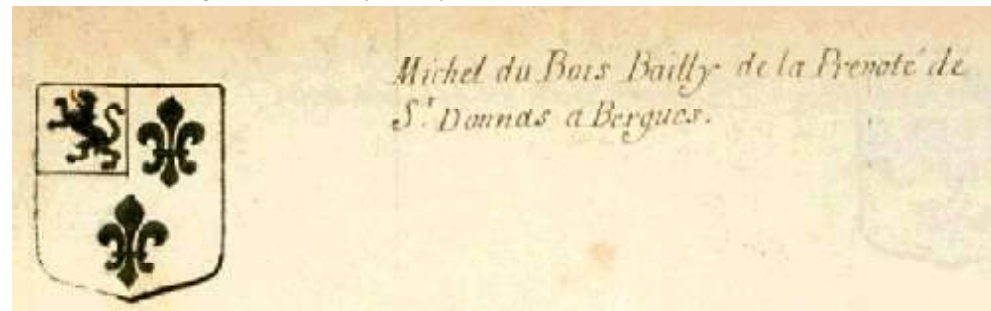 Michel du Bois Bailly de la Prevoté de
S.t Donnas a Bergues.